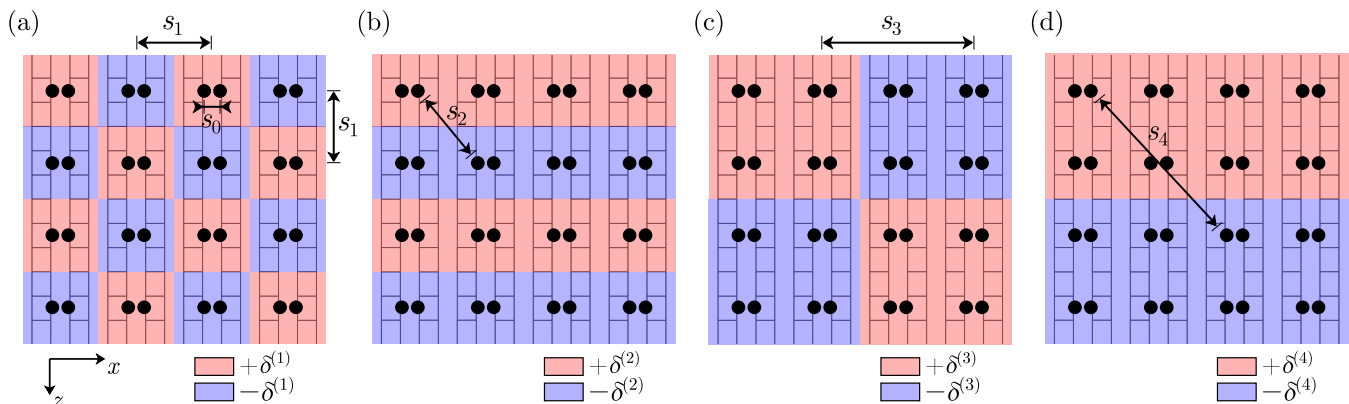 (a) s₁ (b) (c) s₃ (d)
s₀ s₁ s₂ s₄
x +δ⁽¹⁾ +δ⁽²⁾ +δ⁽³⁾ +δ⁽⁴⁾
z −δ⁽¹⁾ −δ⁽²⁾ −δ⁽³⁾ −δ⁽⁴⁾